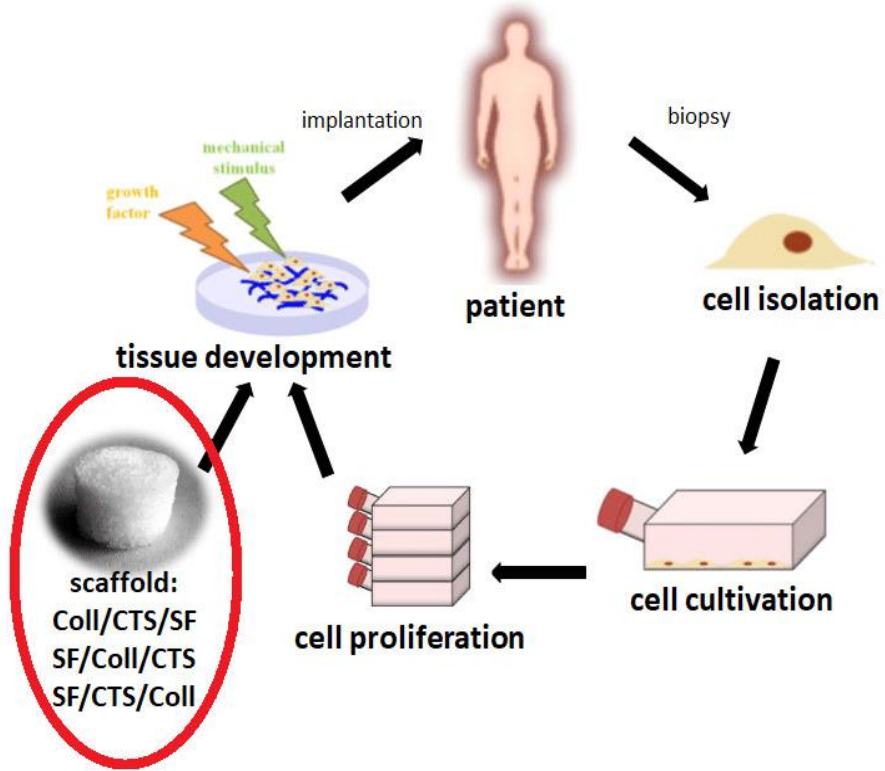 implantation
biopsy
mechanical
stimulus
growth
factor
patient
cell isolation
tissue development
cell cultivation
cell proliferation
scaffold:
Coll/CTS/SF
SF/Coll/CTS
SF/CTS/Coll